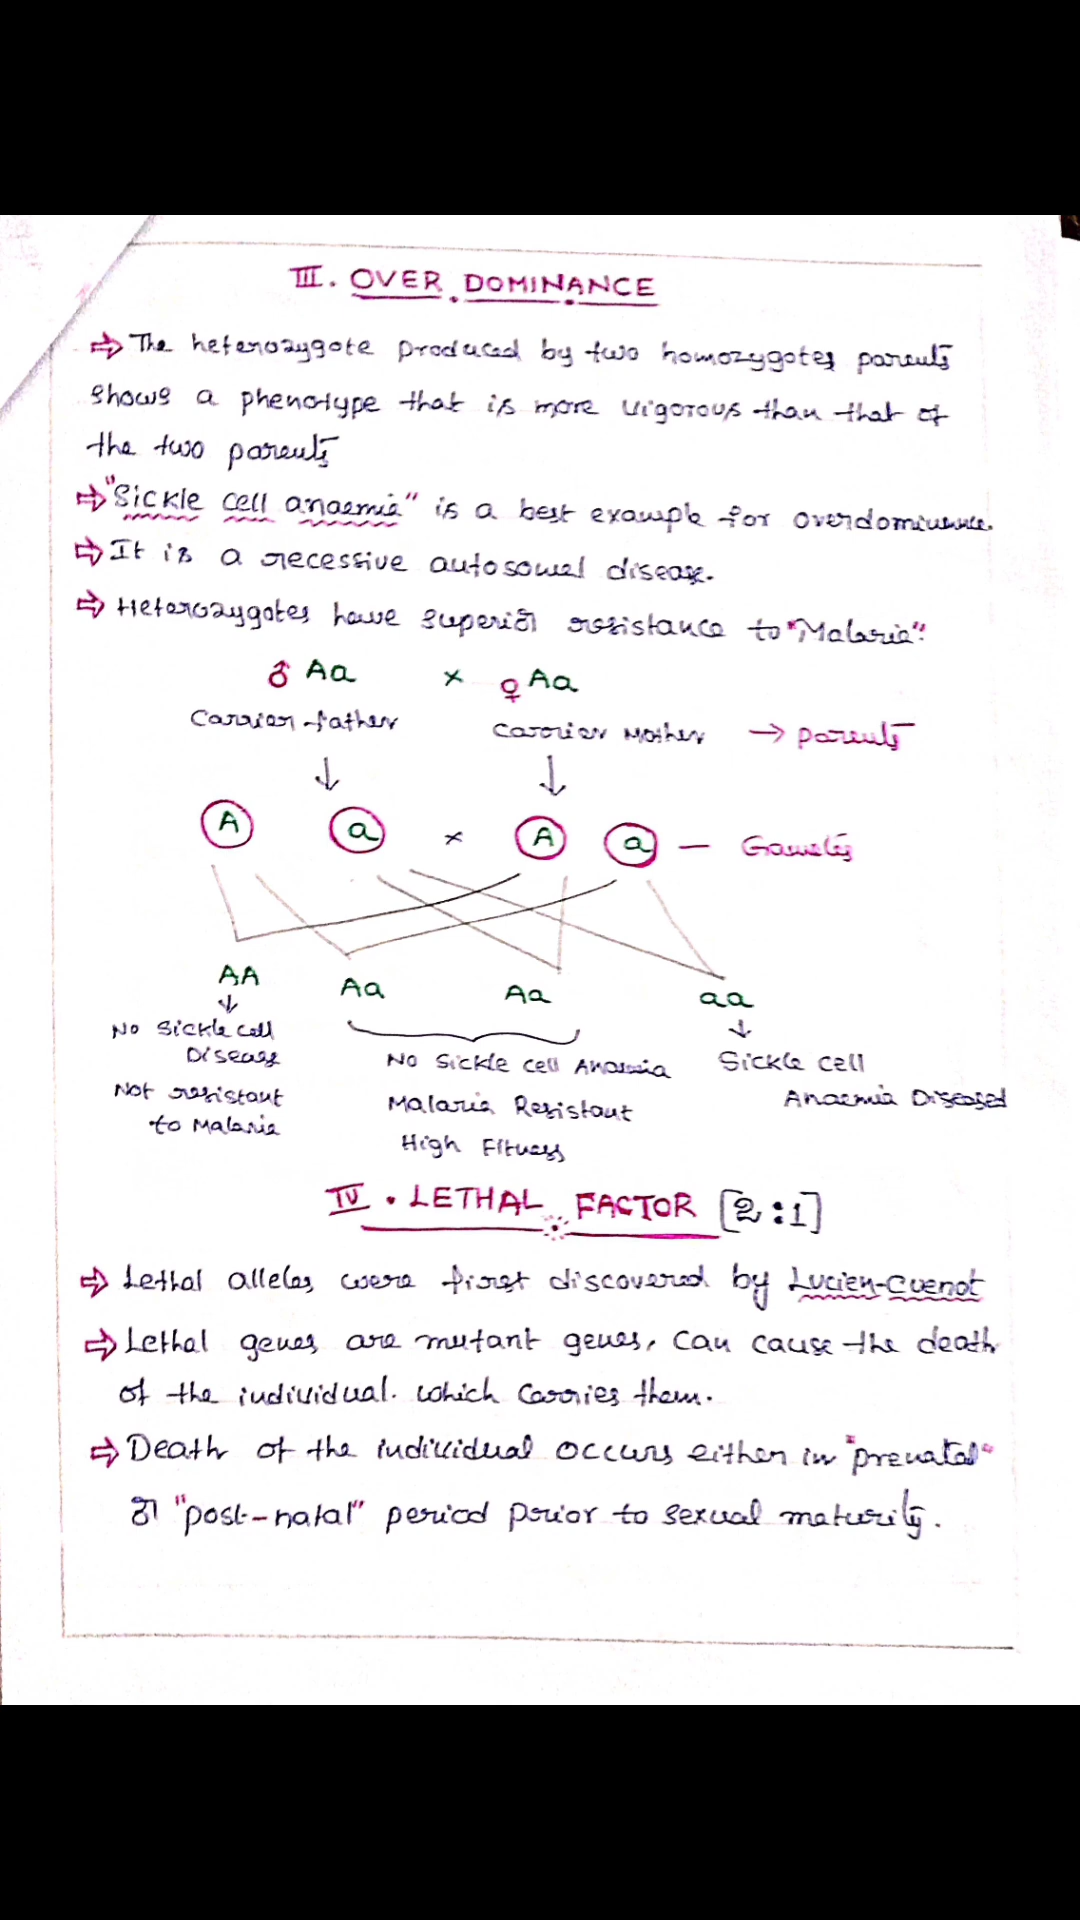 III. OVER DOMINANCE
⇒ The heterozygote produced by two homozygotes parents
shows a phenotype that is more vigorous than that of
the two parents
⇒ "Sickle cell anaemia" is a best example for overdominance.
⇒ It is a recessive autosomal disease.
⇒ Heterozygotes have superior resistance to "Malaria".
♂ Aa × ♀ Aa
Carrier father Carrier Mother → parents
↓ ↓
A a × A a — Gametes
AA Aa Aa aa
↓ ↓
No Sickle cell Disease
No Sickle cell Anaemia
Sickle cell Anaemia Diseased
Not resistant to Malaria
Malaria Resistant
High Fitness
IV. LETHAL FACTOR [2:1]
⇒ Lethal alleles were first discovered by Lucien-Cuenot
⇒ Lethal genes are mutant genes, can cause the death
of the individual. which carries them.
⇒ Death of the individual occurs either in "prenatal"
or "post-natal" period prior to sexual maturity.